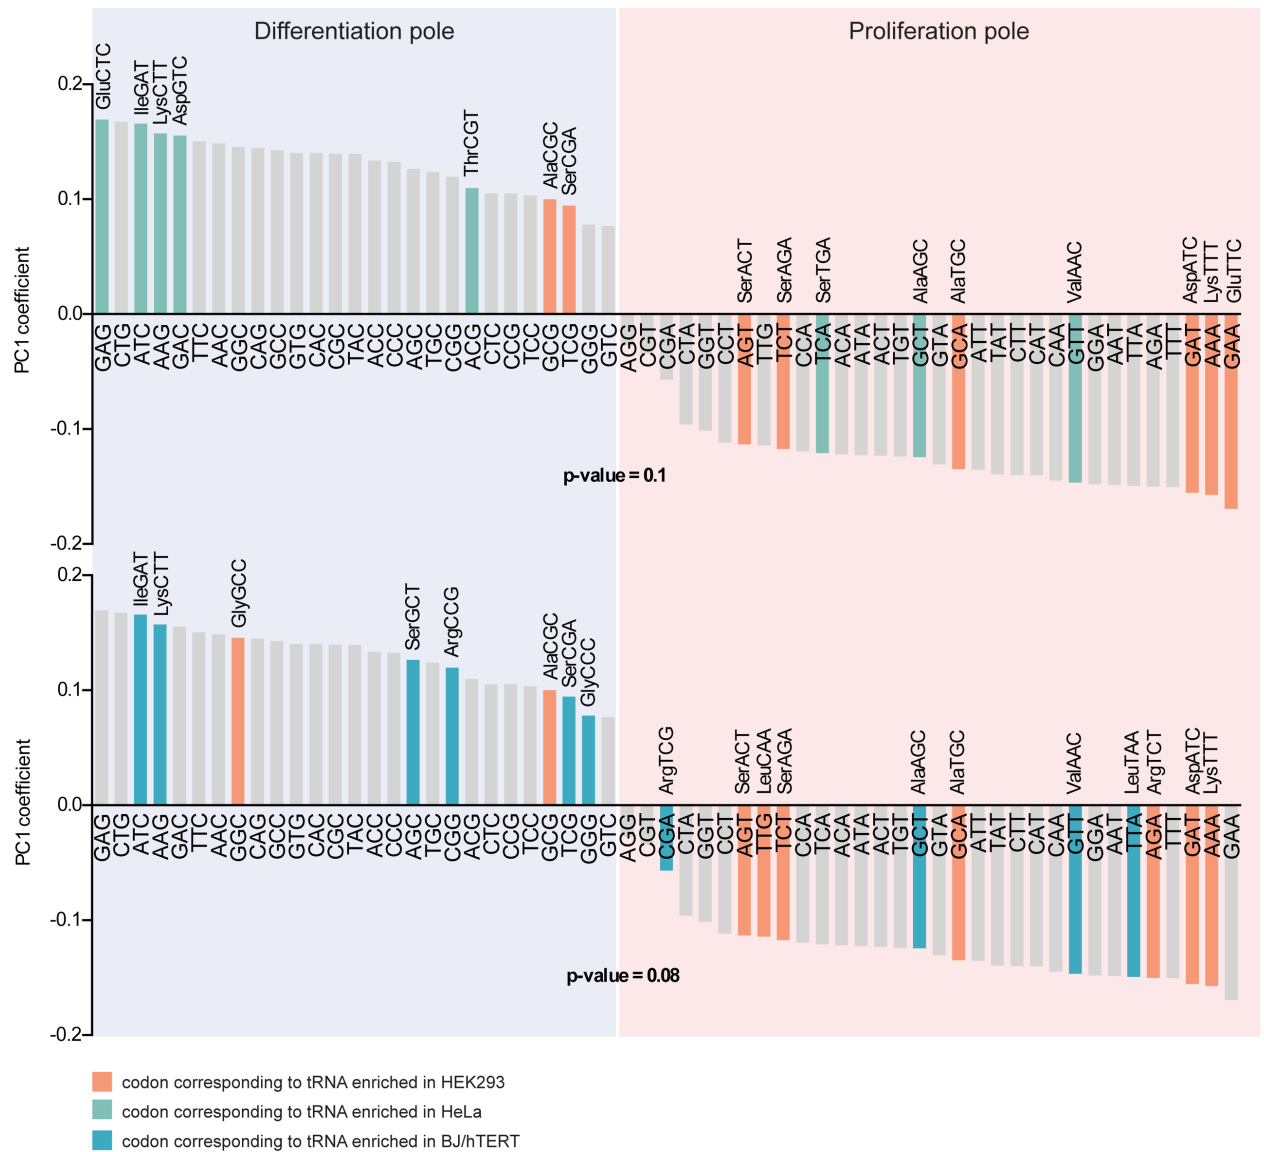 Differentiation pole
Proliferation pole
GluCTC IleGAT LysCTT AspGTC ThrCGT AlaCGC SerCGA SerACT SerAGA SerTGA AlaAGC AlaTGC ValAAC AspATC LysTTT GluTTC
0.2
0.1
0.0
-0.1
-0.2
PC1 coefficient
GAG CTG ATC AAG GAC TTC AAC GGC CAG GCC GTG CAC CGC TAC ACC CCC AGC TGC CGG ACG CTC CCG TCC GCG TCG GGG GTC AGG CGT CGA CTA GGT CCT AGT TTG TCT CCA TCA ACA ATA ACT TGT GCT GTA GCA ATT TAT CTT CAT CAA GTT GGA AAT TTA AGA TTT GAT AAA GAA
p-value = 0.1
IleGAT LysCTT GlyGCC SerGCT ArgCCG AlaCGC SerCGA GlyCCC ArgTCG SerACT LeuCAA SerAGA AlaAGC AlaTGC ValAAC LeuTAA ArgTCT AspATC LysTTT
0.2
0.1
0.0
-0.1
-0.2
PC1 coefficient
GAG CTG ATC AAG GAC TTC AAC GGC CAG GCC GTG CAC CGC TAC ACC CCC AGC TGC CGG ACG CTC CCG TCC GCG TCG GGG GTC AGG CGT CGA CTA GGT CCT AGT TTG TCT CCA TCA ACA ATA ACT TGT GCT GTA GCA ATT TAT CTT CAT CAA GTT GGA AAT TTA AGA TTT GAT AAA GAA
p-value = 0.08
codon corresponding to tRNA enriched in HEK293
codon corresponding to tRNA enriched in HeLa
codon corresponding to tRNA enriched in BJ/hTERT